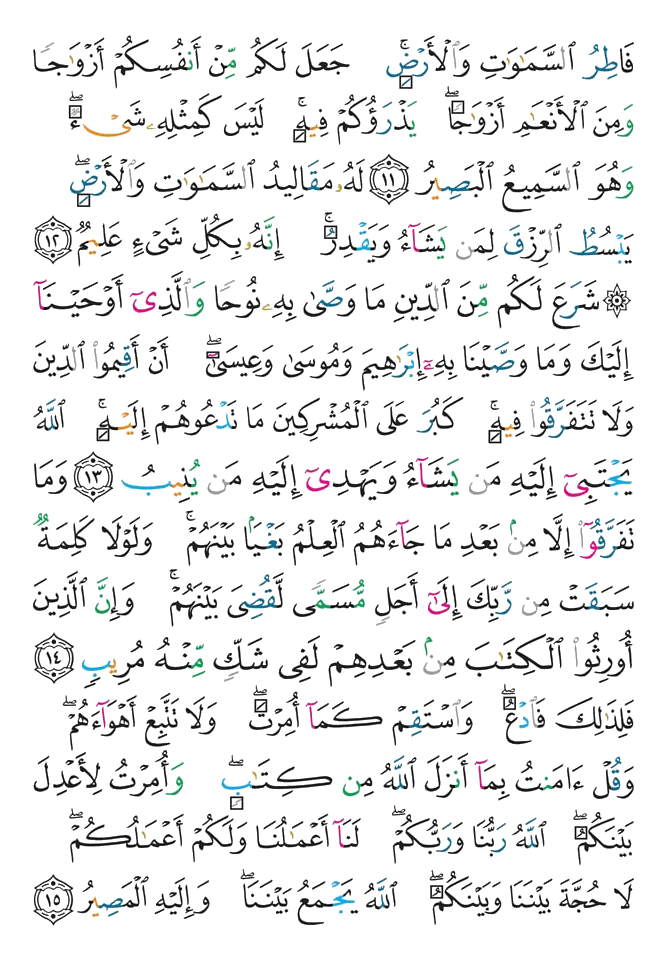 فَاطِرُ ٱلسَّمَٰوَٰتِ وَٱلْأَرْضِۚ جَعَلَ لَكُم مِّنْ أَنفُسِكُمْ أَزْوَٰجًا
وَمِنَ ٱلْأَنْعَٰمِ أَزْوَٰجًاۖ يَذْرَؤُكُمْ فِيهِۚ لَيْسَ كَمِثْلِهِۦ شَىْءٌۖ
وَهُوَ ٱلسَّمِيعُ ٱلْبَصِيرُ ١١ لَهُۥ مَقَالِيدُ ٱلسَّمَٰوَٰتِ وَٱلْأَرْضِۖ
يَبْسُطُ ٱلرِّزْقَ لِمَن يَشَآءُ وَيَقْدِرُۚ إِنَّهُۥ بِكُلِّ شَىْءٍ عَلِيمٌ ١٢
۞ شَرَعَ لَكُم مِّنَ ٱلدِّينِ مَا وَصَّىٰ بِهِۦ نُوحًا وَٱلَّذِىٓ أَوْحَيْنَآ
إِلَيْكَ وَمَا وَصَّيْنَا بِهِۦٓ إِبْرَٰهِيمَ وَمُوسَىٰ وَعِيسَىٰٓۖ أَنْ أَقِيمُوا۟ ٱلدِّينَ
وَلَا تَتَفَرَّقُوا۟ فِيهِۚ كَبُرَ عَلَى ٱلْمُشْرِكِينَ مَا تَدْعُوهُمْ إِلَيْهِۚ ٱللَّهُ
يَجْتَبِىٓ إِلَيْهِ مَن يَشَآءُ وَيَهْدِىٓ إِلَيْهِ مَن يُنِيبُ ١٣ وَمَا
تَفَرَّقُوٓا۟ إِلَّا مِنۢ بَعْدِ مَا جَآءَهُمُ ٱلْعِلْمُ بَغْيًۢا بَيْنَهُمْۚ وَلَوْلَا كَلِمَةٌ
سَبَقَتْ مِن رَّبِّكَ إِلَىٰٓ أَجَلٍ مُّسَمًّى لَّقُضِىَ بَيْنَهُمْۚ وَإِنَّ ٱلَّذِينَ
أُورِثُوا۟ ٱلْكِتَٰبَ مِنۢ بَعْدِهِمْ لَفِى شَكٍّ مِّنْهُ مُرِيبٍ ١٤
فَلِذَٰلِكَ فَٱدْعُۖ وَٱسْتَقِمْ كَمَآ أُمِرْتَۖ وَلَا تَتَّبِعْ أَهْوَآءَهُمْۖ
وَقُلْ ءَامَنتُ بِمَآ أَنزَلَ ٱللَّهُ مِن كِتَٰبٍۖ وَأُمِرْتُ لِأَعْدِلَ
بَيْنَكُمُۖ ٱللَّهُ رَبُّنَا وَرَبُّكُمْۖ لَنَآ أَعْمَٰلُنَا وَلَكُمْ أَعْمَٰلُكُمْۖ
لَا حُجَّةَ بَيْنَنَا وَبَيْنَكُمُۖ ٱللَّهُ يَجْمَعُ بَيْنَنَاۖ وَإِلَيْهِ ٱلْمَصِيرُ ١٥